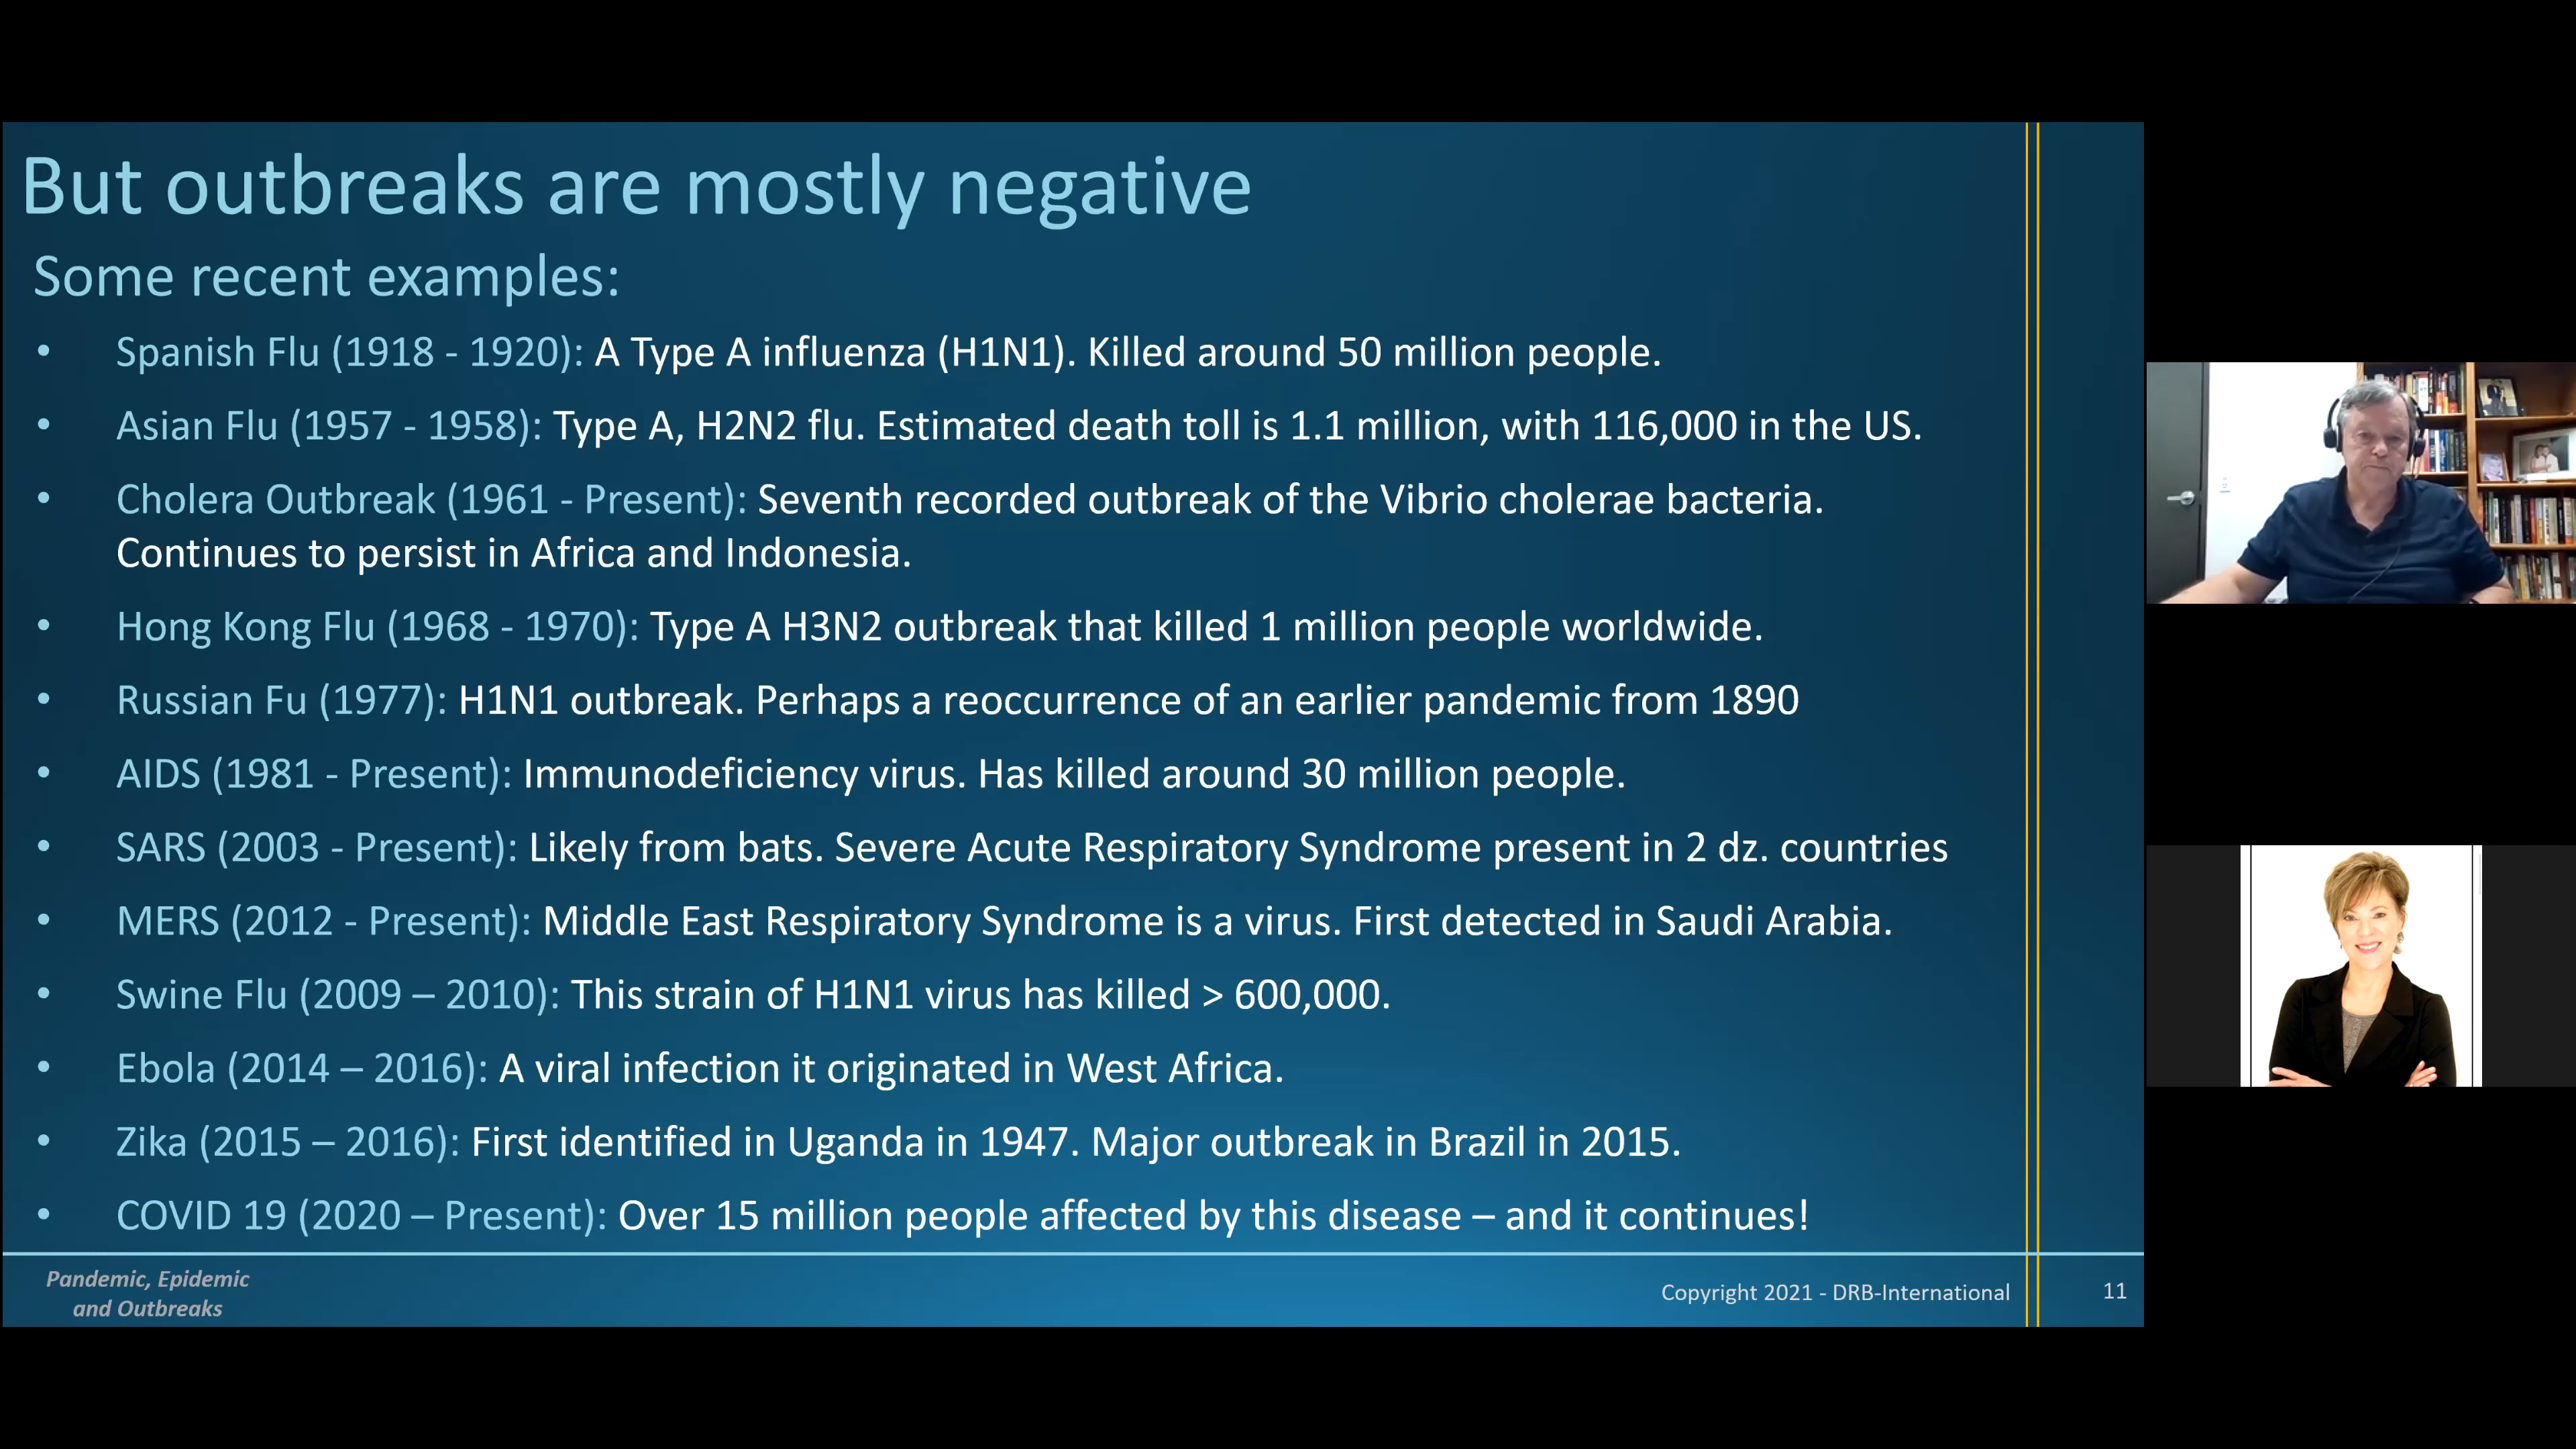 But outbreaks are mostly negative
Some recent examples:
• Spanish Flu (1918 - 1920): A Type A influenza (H1N1). Killed around 50 million people.
• Asian Flu (1957 - 1958): Type A, H2N2 flu. Estimated death toll is 1.1 million, with 116,000 in the US.
• Cholera Outbreak (1961 - Present): Seventh recorded outbreak of the Vibrio cholerae bacteria.
Continues to persist in Africa and Indonesia.
• Hong Kong Flu (1968 - 1970): Type A H3N2 outbreak that killed 1 million people worldwide.
• Russian Fu (1977): H1N1 outbreak. Perhaps a reoccurrence of an earlier pandemic from 1890
• AIDS (1981 - Present): Immunodeficiency virus. Has killed around 30 million people.
• SARS (2003 - Present): Likely from bats. Severe Acute Respiratory Syndrome present in 2 dz. countries
• MERS (2012 - Present): Middle East Respiratory Syndrome is a virus. First detected in Saudi Arabia.
• Swine Flu (2009 – 2010): This strain of H1N1 virus has killed > 600,000.
• Ebola (2014 – 2016): A viral infection it originated in West Africa.
• Zika (2015 – 2016): First identified in Uganda in 1947. Major outbreak in Brazil in 2015.
• COVID 19 (2020 – Present): Over 15 million people affected by this disease – and it continues!
Pandemic, Epidemic
and Outbreaks
Copyright 2021 - DRB-International
11